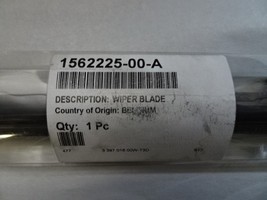 1562225-00-A
DESCRIPTION: WIPER BLADE
Country of Origin: BELGIUM
Qty: 1 Pc